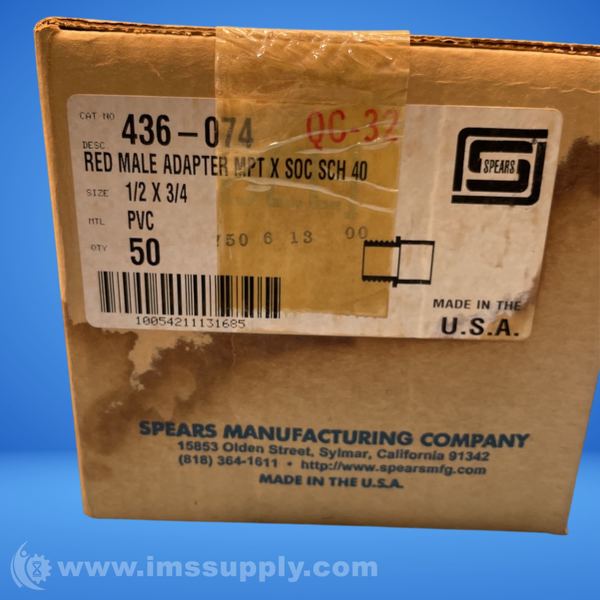 CAT NO 436-074 QC-32
DESC RED MALE ADAPTER MPT X SOC SCH 40
SIZE 1/2 X 3/4
MTL PVC
QTY 50
750 6 13 00
10054211131685
SPEARS
MADE IN THE
U.S.A.
SPEARS MANUFACTURING COMPANY
15853 Olden Street, Sylmar, California 91342
(818) 364-1611 • http://www.spearsmfg.com
MADE IN THE U.S.A.
www.imssupply.com